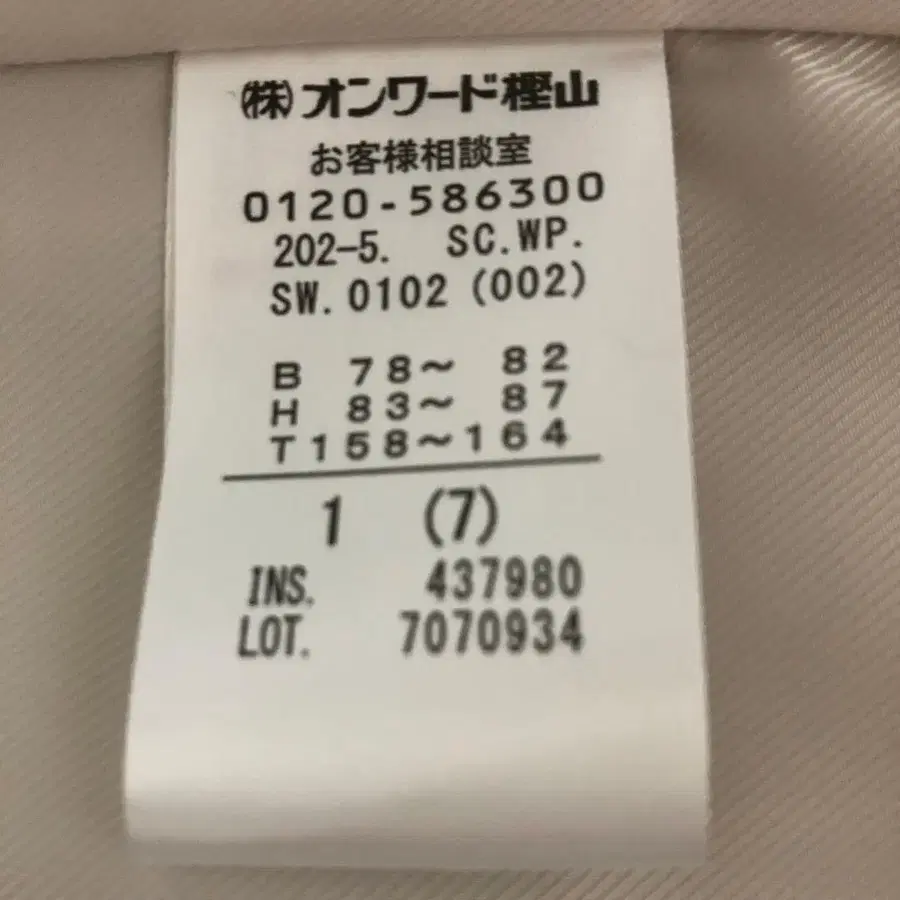 (株)オンワード樫山
お客様相談室
0120-586300
202-5. SC.WP.
SW.0102(002)
B 78～ 82
H 83～ 87
T158～164
1 (7)
INS. 437980
LOT. 7070934